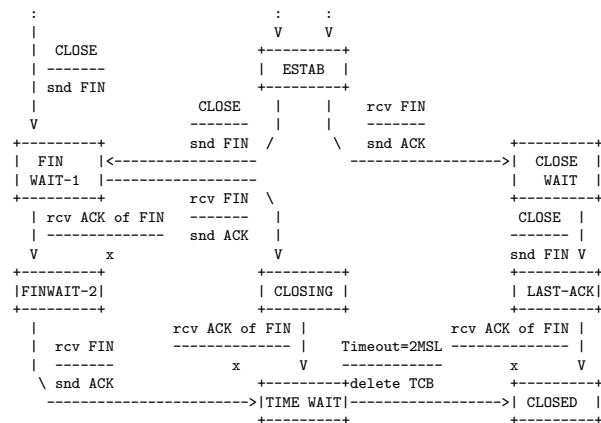 :                                  :      :
|                                  V      V
|  CLOSE                         +---------+
| -------                        |  ESTAB  |
| snd FIN                        +---------+
|                         CLOSE   |     |   rcv FIN
V                        -------  |     |   -------
+---------+              snd FIN /       \  snd ACK         +---------+
|  FIN    |<------------------             ---------------->|  CLOSE  |
| WAIT-1  |-------------------                              |   WAIT  |
+---------+              rcv FIN \                          +---------+
| rcv ACK of FIN         -------  |                          CLOSE  |
| --------------         snd ACK  |                         ------- |
V        x                        V                         snd FIN V
+---------+                      +---------+                +---------+
|FINWAIT-2|                      | CLOSING |                | LAST-ACK|
+---------+                      +---------+                +---------+
|                        rcv ACK of FIN |             rcv ACK of FIN |
|  rcv FIN               -------------- | Timeout=2MSL -------------- |
|  -------                     x        V ------------        x       V
\ snd ACK                        +---------+delete TCB      +---------+
------------------------>|TIME WAIT|------------------>| CLOSED  |
+---------+                +---------+